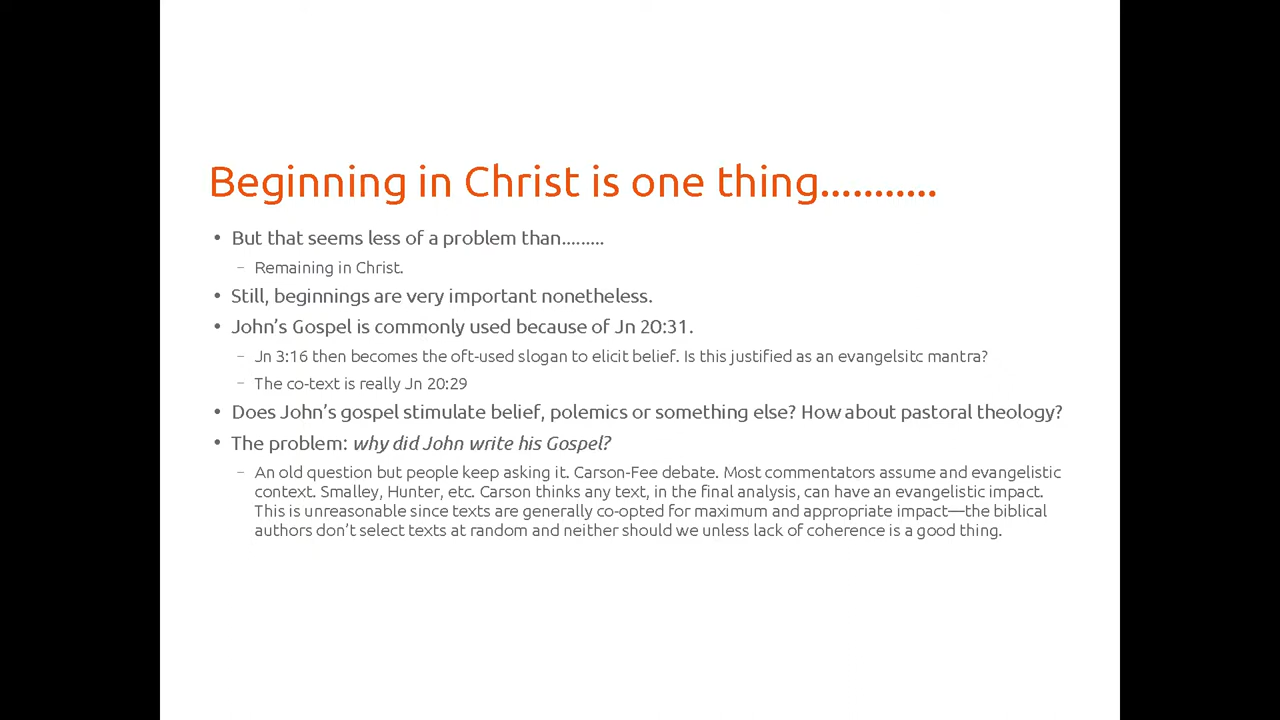 Beginning in Christ is one thing...........
• But that seems less of a problem than.........
– Remaining in Christ.
• Still, beginnings are very important nonetheless.
• John’s Gospel is commonly used because of Jn 20:31.
– Jn 3:16 then becomes the oft-used slogan to elicit belief. Is this justified as an evangelsitc mantra?
– The co-text is really Jn 20:29
• Does John’s gospel stimulate belief, polemics or something else? How about pastoral theology?
• The problem: why did John write his Gospel?
– An old question but people keep asking it. Carson-Fee debate. Most commentators assume and evangelistic
context. Smalley, Hunter, etc. Carson thinks any text, in the final analysis, can have an evangelistic impact.
This is unreasonable since texts are generally co-opted for maximum and appropriate impact—the biblical
authors don’t select texts at random and neither should we unless lack of coherence is a good thing.